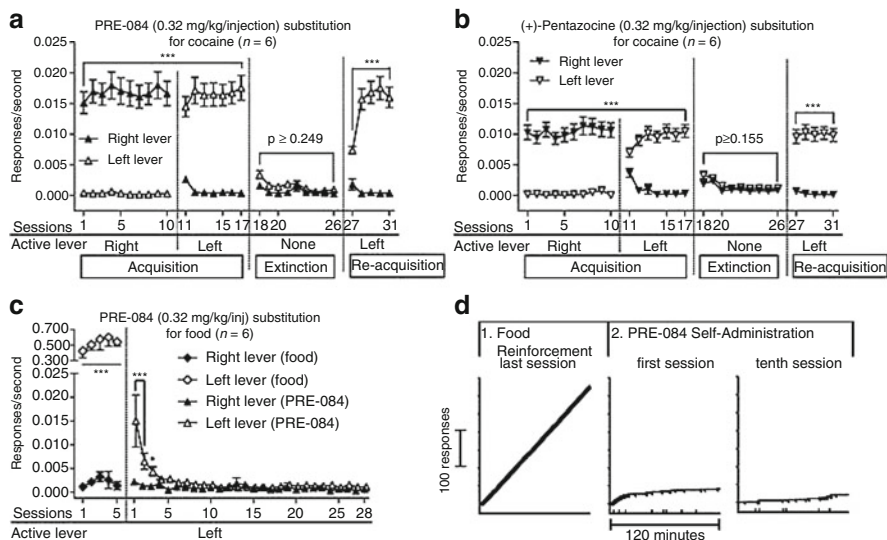 a
PRE-084 (0.32 mg/kg/injection) substitution
for cocaine (n = 6)
Responses/second
0.025
0.020
0.015
0.010
0.005
0.000
***
***
Right lever
Left lever
p ≥ 0.249
Sessions 1 5 10 11 15 17 18 20 26 27 31
Active lever Right Left None Left
Acquisition Extinction Re-acquisition
b
(+)-Pentazocine (0.32 mg/kg/injection) subsitution
for cocaine (n = 6)
Responses/second
0.025
0.020
0.015
0.010
0.005
0.000
Right lever
Left lever
***
***
p≥0.155
Sessions 1 5 10 11 15 17 18 20 26 27 31
Active lever Right Left None Left
Acquisition Extinction Re-acquisition
c
PRE-084 (0.32 mg/kg/inj) substitution
for food (n = 6)
Responses/second
0.700
0.500
0.300
0.025
0.020
0.015
0.010
0.005
0.000
***
***
*
Right lever (food)
Left lever (food)
Right lever (PRE-084)
Left lever (PRE-084)
Sessions 1 5 1 5 10 15 20 25 28
Active lever Left
d
1. Food
Reinforcement
last session
2. PRE-084 Self-Administration
first session
tenth session
100 responses
120 minutes